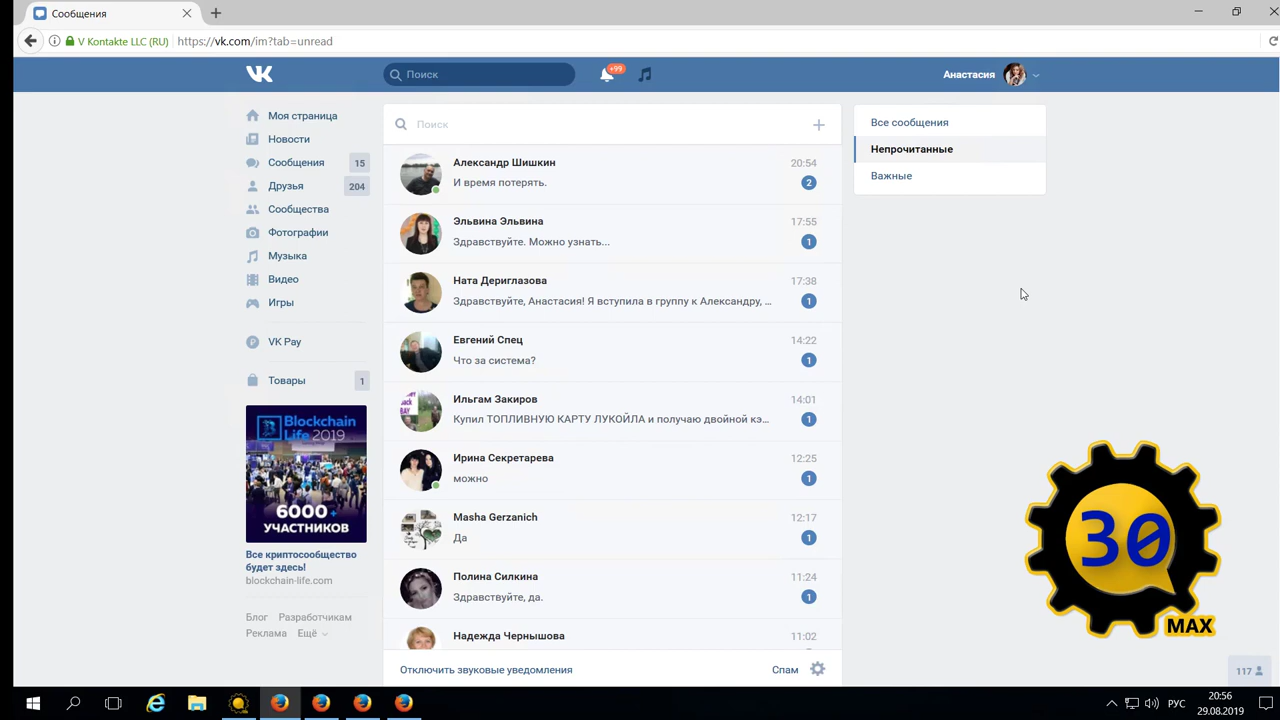 Сообщения
V Kontakte LLC (RU)
https://vk.com/im?tab=unread
Поиск
+99
Анастасия
Моя страница
Новости
Сообщения 15
Друзья 204
Сообщества
Фотографии
Музыка
Видео
Игры
VK Pay
Товары 1
Blockchain
Life 2019
6000+
УЧАСТНИКОВ
Все криптосообщество
будет здесь!
blockchain-life.com
Блог Разработчикам
Реклама Ещё
Поиск
Александр Шишкин 20:54
И время потерять. 2
Эльвина Эльвина 17:55
Здравствуйте. Можно узнать... 1
Ната Дериглазова 17:38
Здравствуйте, Анастасия! Я вступила в группу к Александру, ... 1
Евгений Спец 14:22
Что за система? 1
Ильгам Закиров 14:01
Купил ТОПЛИВНУЮ КАРТУ ЛУКОЙЛА и получаю двойной кэ... 1
Ирина Секретарева 12:25
можно 1
Masha Gerzanich 12:17
Да 1
Полина Силкина 11:24
Здравствуйте, да. 1
Надежда Чернышова 11:02
Отключить звуковые уведомления Спам
Все сообщения
Непрочитанные
Важные
30
MAX
117
РУС
20:56
29.08.2019